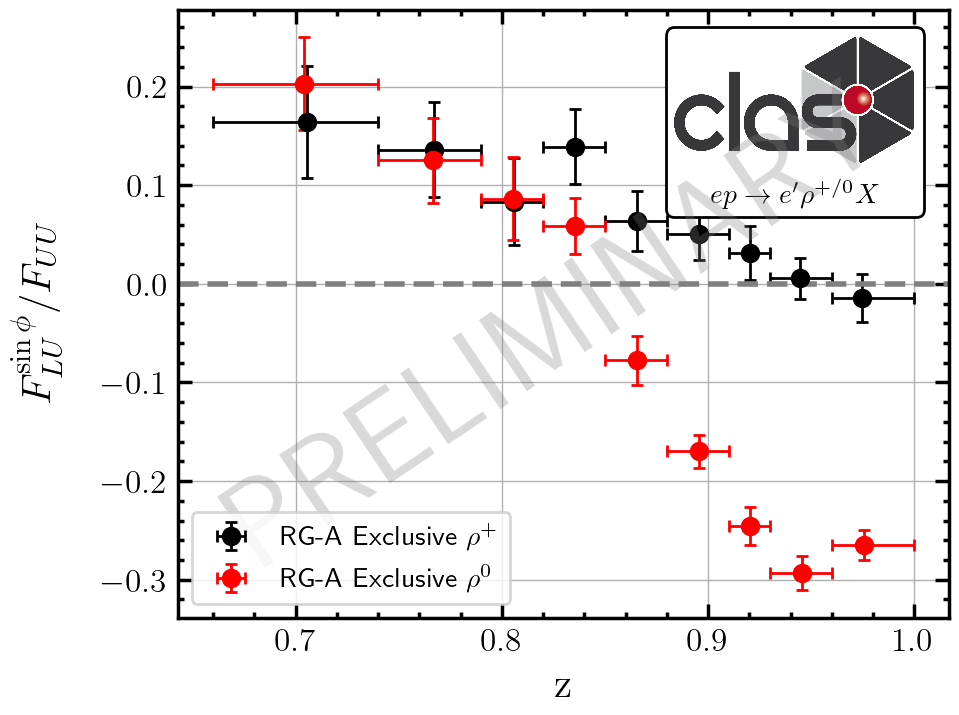 clas
ep → e′ρ^{+/0}X
PRELIMINARY
F_{LU}^{sin ϕ}/F_{UU}
0.2
0.1
0.0
−0.1
−0.2
−0.3
RG-A Exclusive ρ⁺
RG-A Exclusive ρ⁰
0.7 0.8 0.9 1.0
z